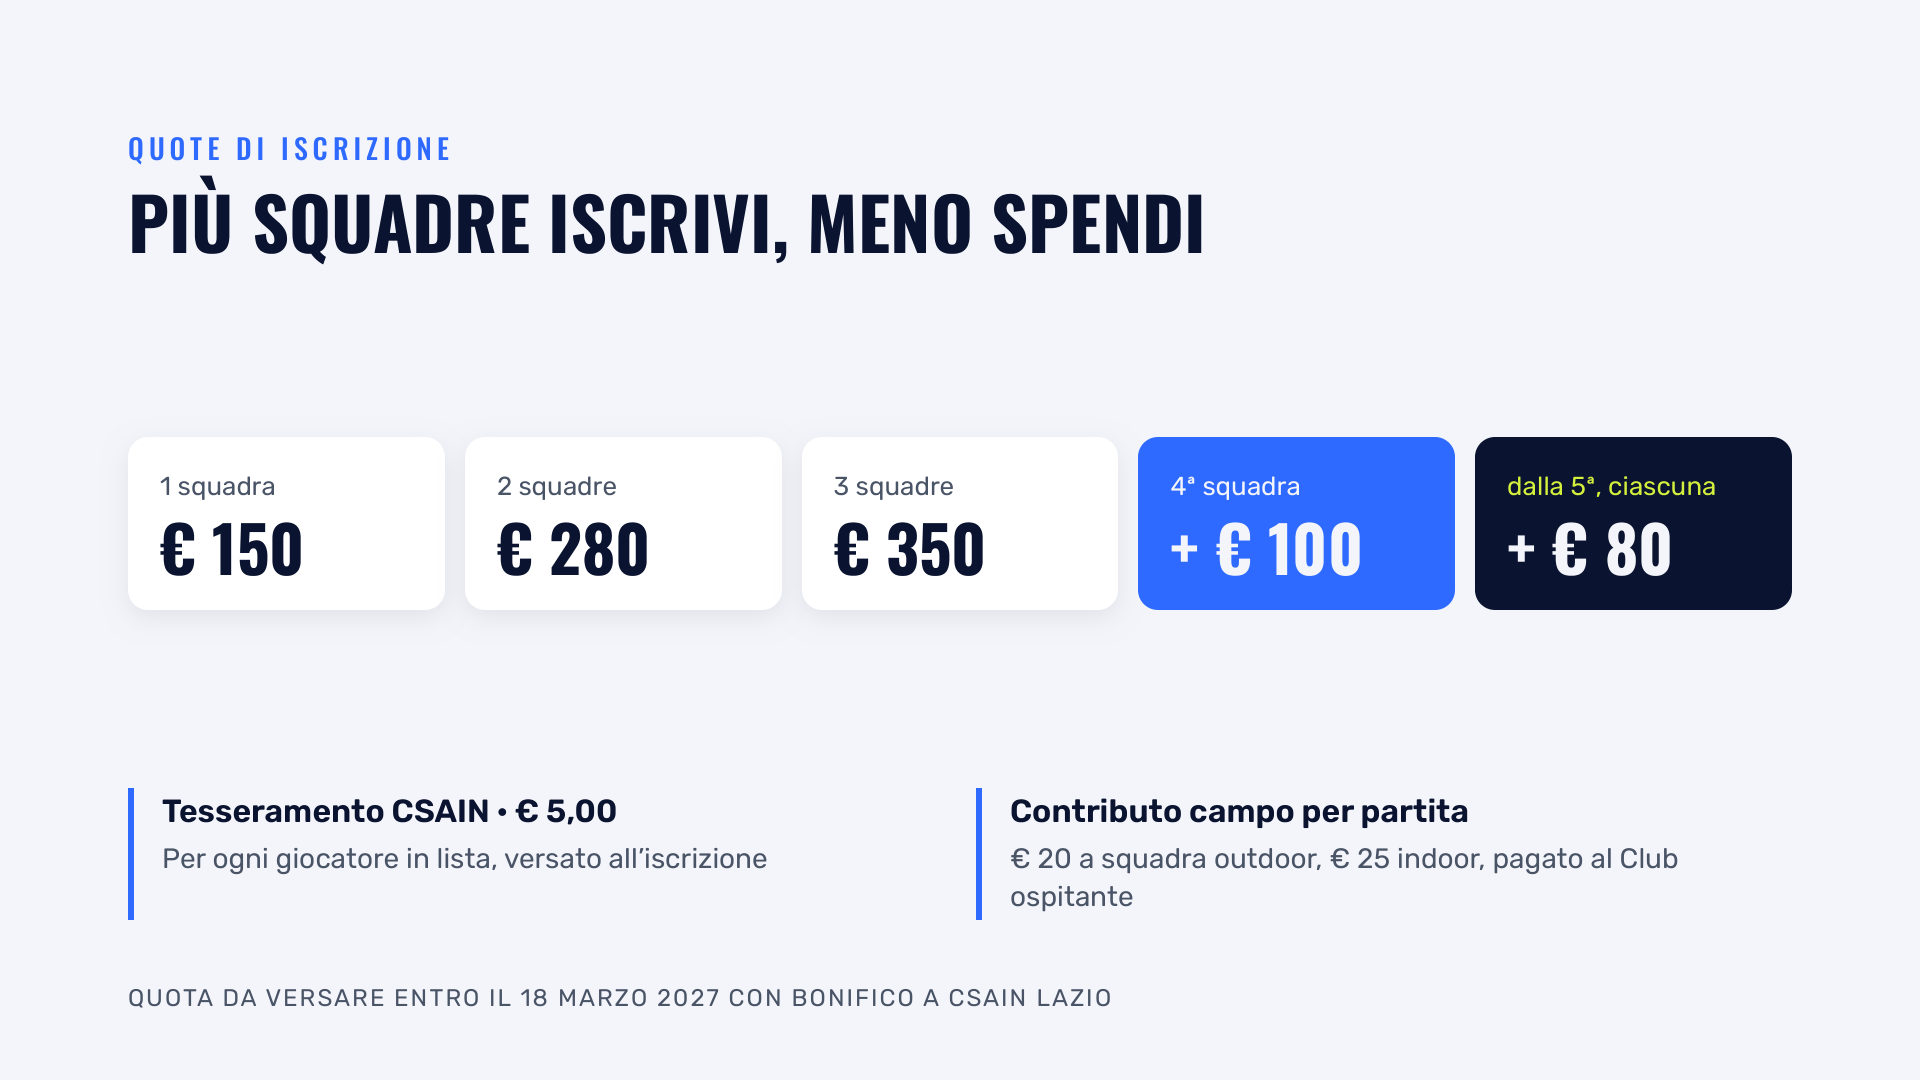 QUOTE DI ISCRIZIONE
PIÙ SQUADRE ISCRIVI, MENO SPENDI
1 squadra
€ 150
2 squadre
€ 280
3 squadre
€ 350
4ª squadra
+ € 100
dalla 5ª, ciascuna
+ € 80
Tesseramento CSAIN • € 5,00
Per ogni giocatore in lista, versato all’iscrizione
Contributo campo per partita
€ 20 a squadra outdoor, € 25 indoor, pagato al Club
ospitante
QUOTA DA VERSARE ENTRO IL 18 MARZO 2027 CON BONIFICO A CSAIN LAZIO